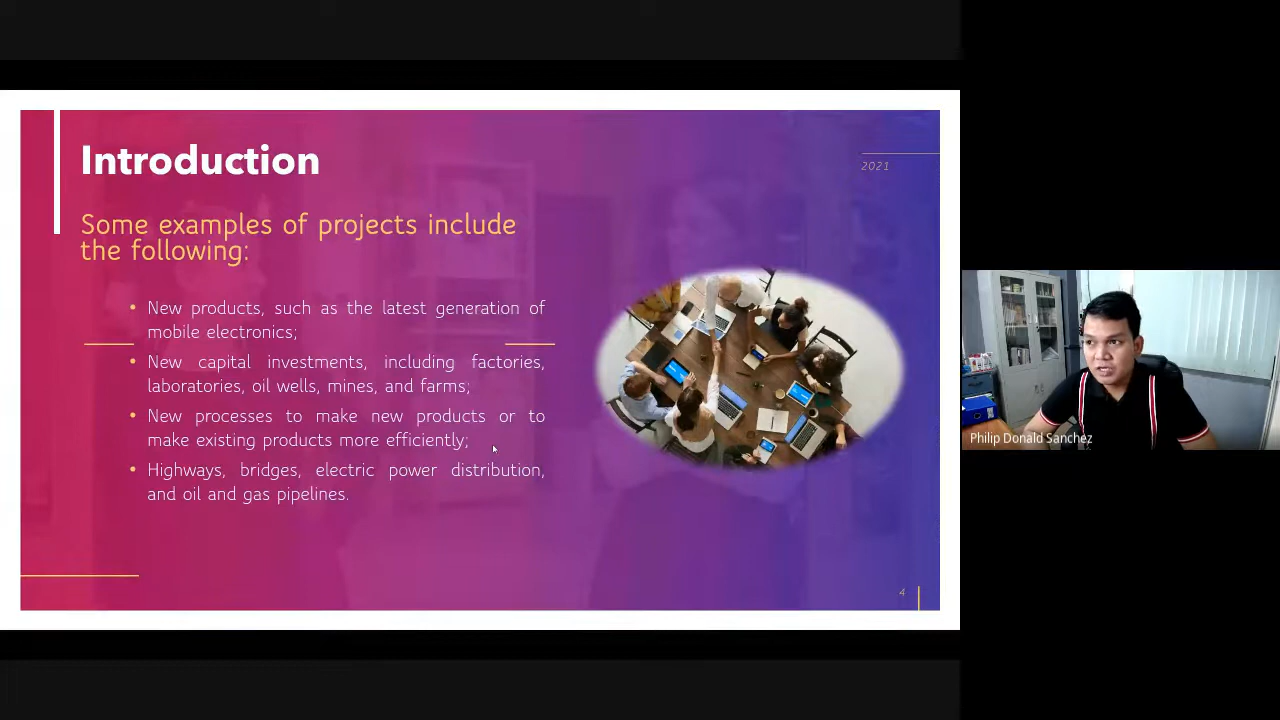 Introduction
2021
Some examples of projects include
the following:
• New products, such as the latest generation of
mobile electronics;
• New capital investments, including factories,
laboratories, oil wells, mines, and farms;
• New processes to make new products or to
make existing products more efficiently;
• Highways, bridges, electric power distribution,
and oil and gas pipelines.
4
Philip Donald Sanchez